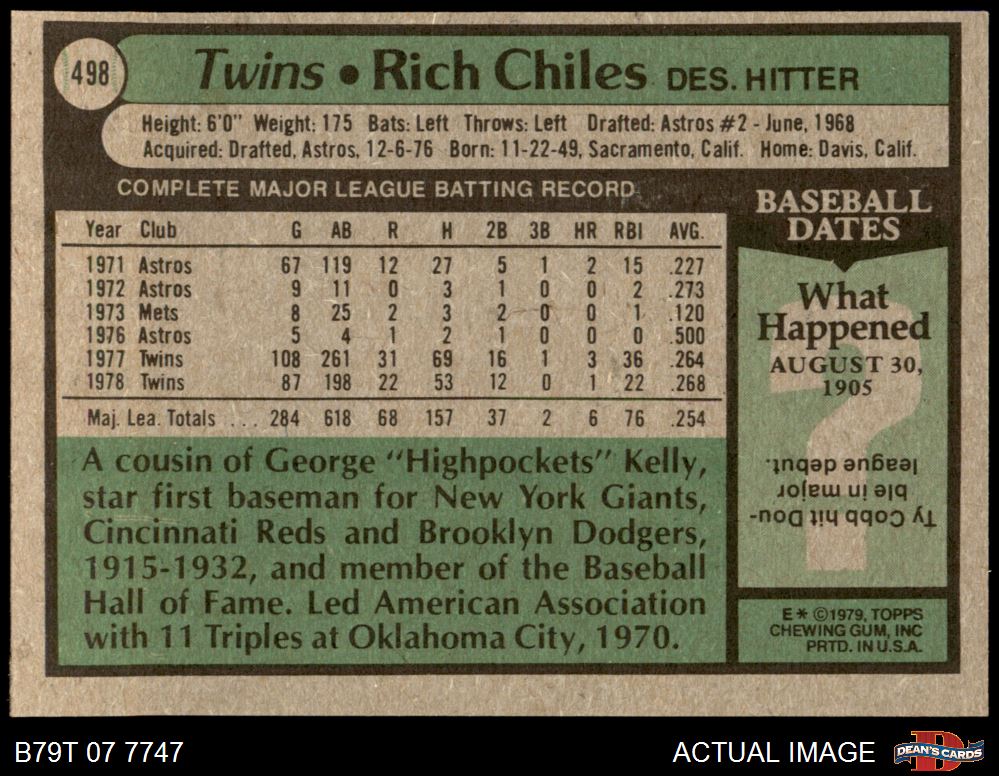 498
Twins • Rich Chiles DES. HITTER
Height: 6'0" Weight: 175 Bats: Left Throws: Left Drafted: Astros #2 - June, 1968
Acquired: Drafted, Astros, 12-6-76 Born: 11-22-49, Sacramento, Calif. Home: Davis, Calif.
COMPLETE MAJOR LEAGUE BATTING RECORD
Year Club G AB R H 2B 3B HR RBI AVG.
1971 Astros 67 119 12 27 5 1 2 15 .227
1972 Astros 9 11 0 3 1 0 0 2 .273
1973 Mets 8 25 2 3 2 0 0 1 .120
1976 Astros 5 4 1 2 1 0 0 0 .500
1977 Twins 108 261 31 69 16 1 3 36 .264
1978 Twins 87 198 22 53 12 0 1 22 .268
Maj. Lea. Totals ... 284 618 68 157 37 2 6 76 .254
A cousin of George "Highpockets" Kelly,
star first baseman for New York Giants,
Cincinnati Reds and Brooklyn Dodgers,
1915-1932, and member of the Baseball
Hall of Fame. Led American Association
with 11 Triples at Oklahoma City, 1970.
BASEBALL
DATES
What
Happened
AUGUST 30,
1905
?
Ty Cobb hit Dou-
ble in major
league debut.
E * ©1979, TOPPS
CHEWING GUM, INC
PRTD. IN U.S.A.
B79T 07 7747
ACTUAL IMAGE
D
DEAN'S CARDS